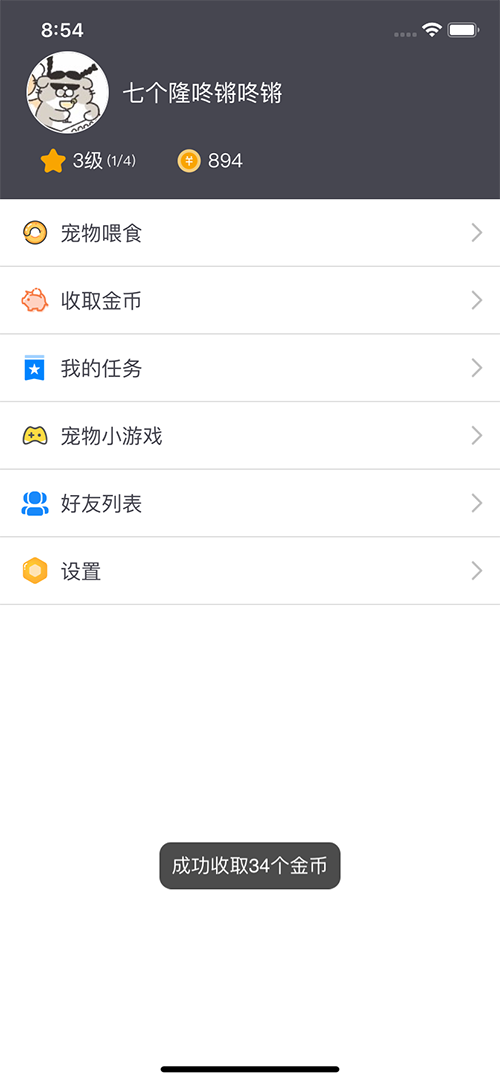 8:54
七个隆咚锵咚锵
3级 (1/4) 894
宠物喂食
收取金币
我的任务
宠物小游戏
好友列表
设置
成功收取34个金币